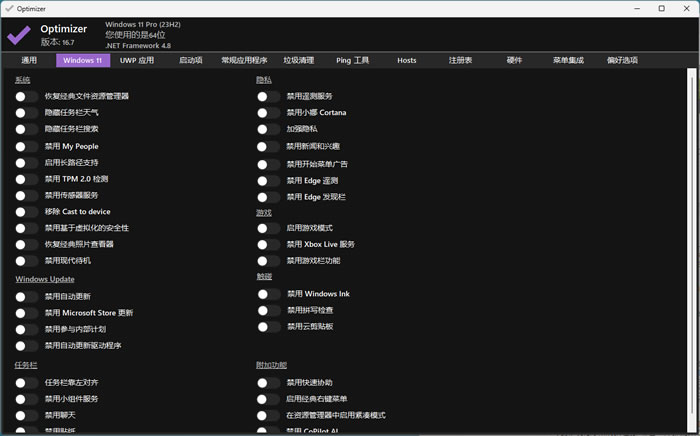 Optimizer
Optimizer
版本: 16.7
Windows 11 Pro (23H2)
您使用的是64位
.NET Framework 4.8
通用 Windows 11 UWP 应用 启动项 常规应用程序 垃圾清理 Ping 工具 Hosts 注册表 硬件 菜单集成 偏好选项
系统
恢复经典文件资源管理器
隐藏任务栏天气
隐藏任务栏搜索
禁用 My People
启用长路径支持
禁用 TPM 2.0 检测
禁用传感器服务
移除 Cast to device
禁用基于虚拟化的安全性
恢复经典照片查看器
禁用现代待机
Windows Update
禁用自动更新
禁用 Microsoft Store 更新
禁用参与内部计划
禁用自动更新驱动程序
任务栏
任务栏靠左对齐
禁用小组件服务
禁用聊天
禁用贴纸
隐私
禁用遥测服务
禁用小娜 Cortana
加强隐私
禁用新闻和兴趣
禁用开始菜单广告
禁用 Edge 遥测
禁用 Edge 发现栏
游戏
启用游戏模式
禁用 Xbox Live 服务
禁用游戏栏功能
触碰
禁用 Windows Ink
禁用拼写检查
禁用云剪贴板
附加功能
禁用快速协助
启用经典右键菜单
在资源管理器中启用紧凑模式
禁用 CoPilot AI